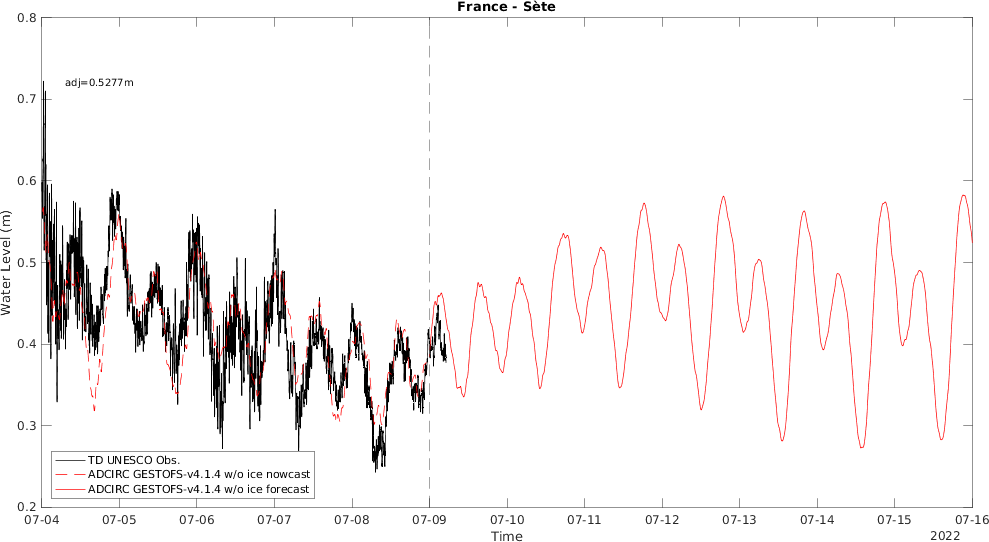 France - Sète
adj=0.5277m
Water Level (m)
0.8
0.7
0.6
0.5
0.4
0.3
0.2
TD UNESCO Obs.
ADCIRC GESTOFS-v4.1.4 w/o ice nowcast
ADCIRC GESTOFS-v4.1.4 w/o ice forecast
07-04 07-05 07-06 07-07 07-08 07-09 07-10 07-11 07-12 07-13 07-14 07-15 07-16
Time
2022